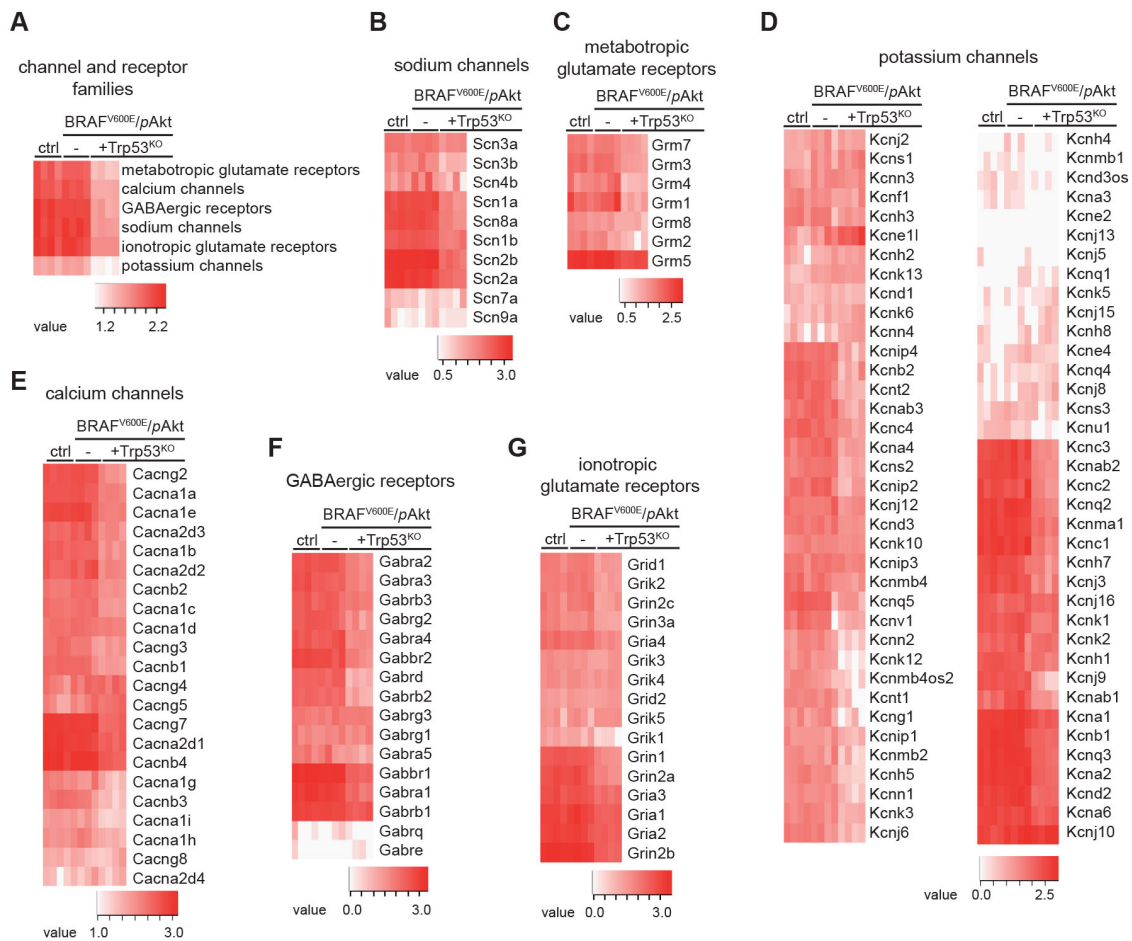 A
channel and receptor
families
BRAFV600E/pAkt
ctrl - +Trp53KO
metabotropic glutamate receptors
calcium channels
GABAergic receptors
sodium channels
ionotropic glutamate receptors
potassium channels
value 1.2 2.2
B
sodium channels
BRAFV600E/pAkt
ctrl - +Trp53KO
Scn3a
Scn3b
Scn4b
Scn1a
Scn8a
Scn1b
Scn2b
Scn2a
Scn7a
Scn9a
value 0.5 3.0
C
metabotropic
glutamate receptors
BRAFV600E/pAkt
ctrl - +Trp53KO
Grm7
Grm3
Grm4
Grm1
Grm8
Grm2
Grm5
value 0.5 2.5
D
potassium channels
BRAFV600E/pAkt
ctrl - +Trp53KO
Kcnj2
Kcns1
Kcnn3
Kcnf1
Kcnh3
Kcne1l
Kcnh2
Kcnk13
Kcnd1
Kcnk6
Kcnn4
Kcnip4
Kcnb2
Kcnt2
Kcnab3
Kcnc4
Kcna4
Kcns2
Kcnip2
Kcnj12
Kcnd3
Kcnk10
Kcnip3
Kcnmb4
Kcnq5
Kcnv1
Kcnn2
Kcnk12
Kcnmb4os2
Kcnt1
Kcng1
Kcnip1
Kcnmb2
Kcnh5
Kcnn1
Kcnk3
Kcnj6
BRAFV600E/pAkt
ctrl - +Trp53KO
Kcnh4
Kcnmb1
Kcnd3os
Kcna3
Kcne2
Kcnj13
Kcnj5
Kcnq1
Kcnk5
Kcnj15
Kcnh8
Kcne4
Kcnq4
Kcnj8
Kcns3
Kcnu1
Kcnc3
Kcnab2
Kcnc2
Kcnq2
Kcnma1
Kcnc1
Kcnh7
Kcnj3
Kcnj16
Kcnk1
Kcnk2
Kcnh1
Kcnj9
Kcnab1
Kcna1
Kcnb1
Kcnq3
Kcna2
Kcnd2
Kcna6
Kcnj10
value 0.0 2.5
E
calcium channels
BRAFV600E/pAkt
ctrl - +Trp53KO
Cacng2
Cacna1a
Cacna1e
Cacna2d3
Cacna1b
Cacna2d2
Cacnb2
Cacna1c
Cacna1d
Cacng3
Cacnb1
Cacng4
Cacng5
Cacng7
Cacna2d1
Cacnb4
Cacna1g
Cacnb3
Cacna1i
Cacna1h
Cacng8
Cacna2d4
value 1.0 3.0
F
GABAergic receptors
BRAFV600E/pAkt
ctrl - +Trp53KO
Gabra2
Gabra3
Gabrb3
Gabrg2
Gabra4
Gabbr2
Gabrd
Gabrb2
Gabrg3
Gabrg1
Gabra5
Gabbr1
Gabra1
Gabrb1
Gabrq
Gabre
value 0.0 3.0
G
ionotropic
glutamate receptors
BRAFV600E/pAkt
ctrl - +Trp53KO
Grid1
Grik2
Grin2c
Grin3a
Gria4
Grik3
Grik4
Grid2
Grik5
Grik1
Grin1
Grin2a
Gria3
Gria1
Gria2
Grin2b
value 0.0 3.0